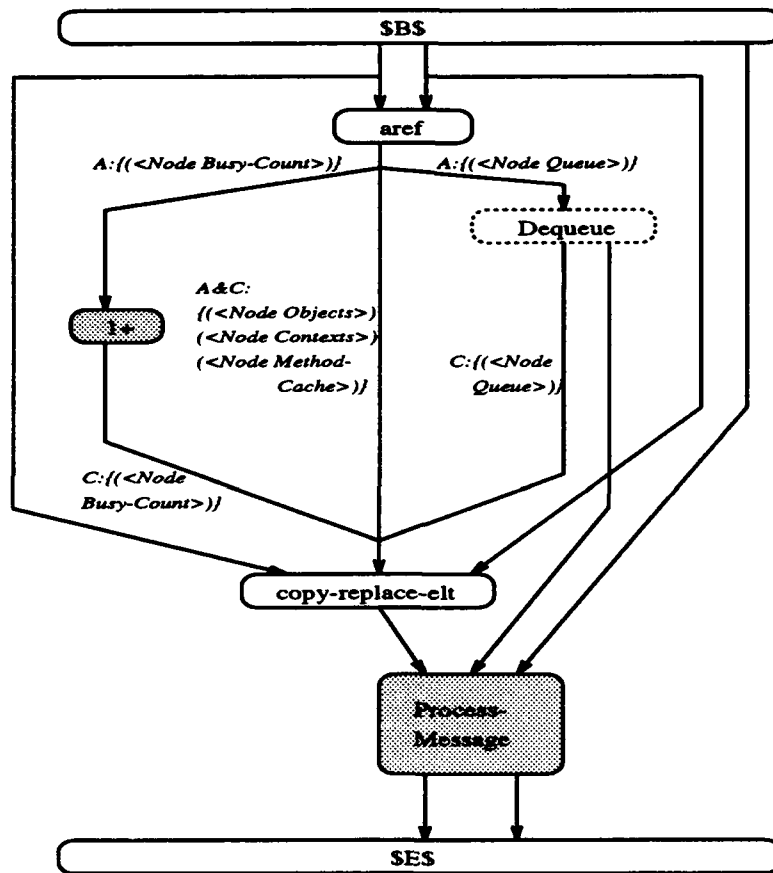 $B$
aref
A:{(<Node Busy-Count>)}
A:{(<Node Queue>)}
Dequeue
A&C:
{(<Node Objects>)
(<Node Contexts>)
(<Node Method-
Cache>)}
1+
C:{(<Node
Queue>)}
C:{(<Node
Busy-Count>)}
copy-replace-elt
Process-
Message
$E$